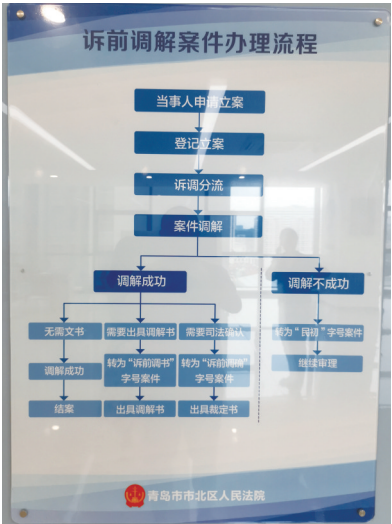 诉前调解案件办理流程
当事人申请立案
登记立案
诉调分流
案件调解
调解成功
调解不成功
无需文书
需要出具调解书
需要司法确认
转为“民初”字号案件
调解成功
转为“诉前调书”
字号案件
转为“诉前调确”
字号案件
继续审理
结案
出具调解书
出具裁定书
青岛市市北区人民法院